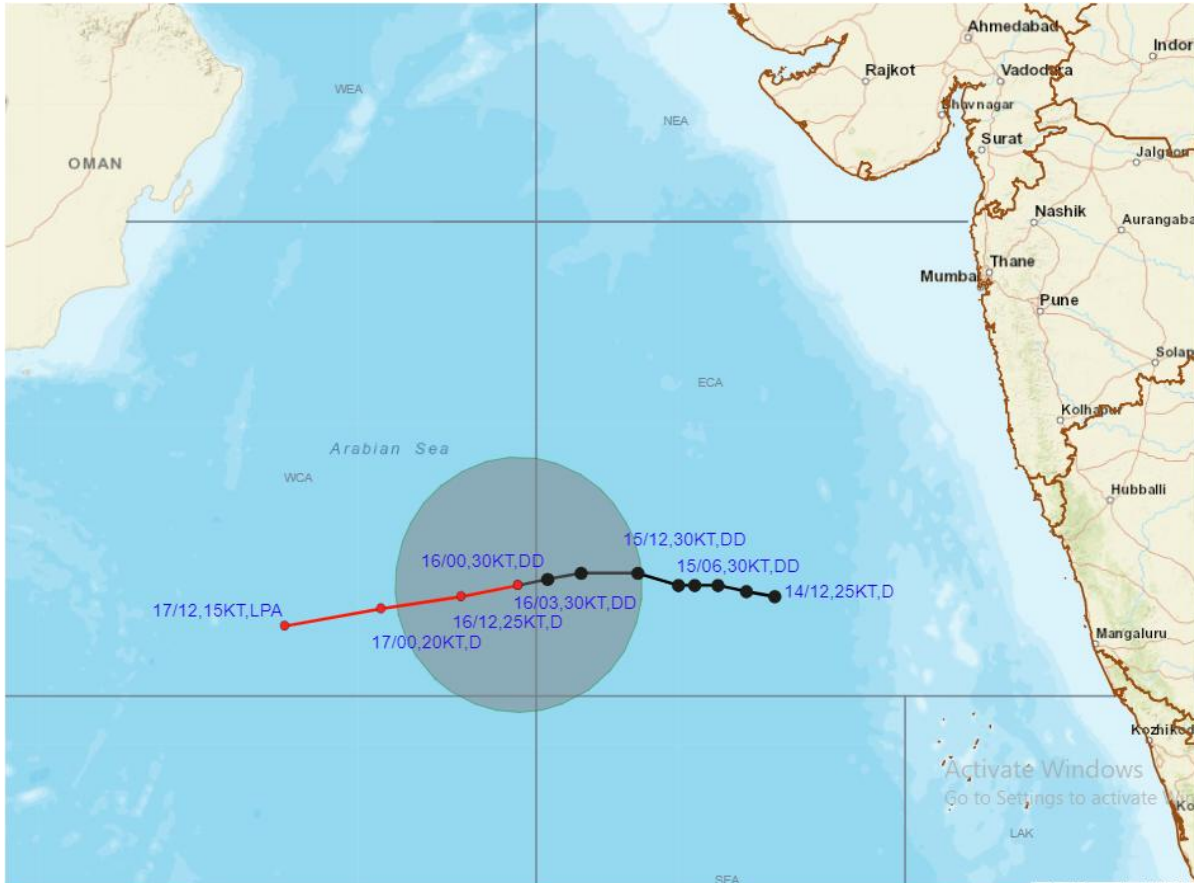 Ahmedabad
Indor
Rajkot
Vadodara
WEA
Bhavnagar
NEA
Surat
Jalgaon
OMAN
Nashik
Aurangaba
Thane
Mumbai
Pune
Solap
ECA
Kolhapur
Arabian Sea
WCA
Hubballi
15/12,30KT,DD
16/00,30KT,DD
15/06,30KT,DD
14/12,25KT,D
17/12,15KT,LPA
16/03,30KT,DD
16/12,25KT,D
17/00,20KT,D
Mangaluru
Kozhikod
Activate Windows
Go to Settings to activate Win
Ko
LAK
SEA